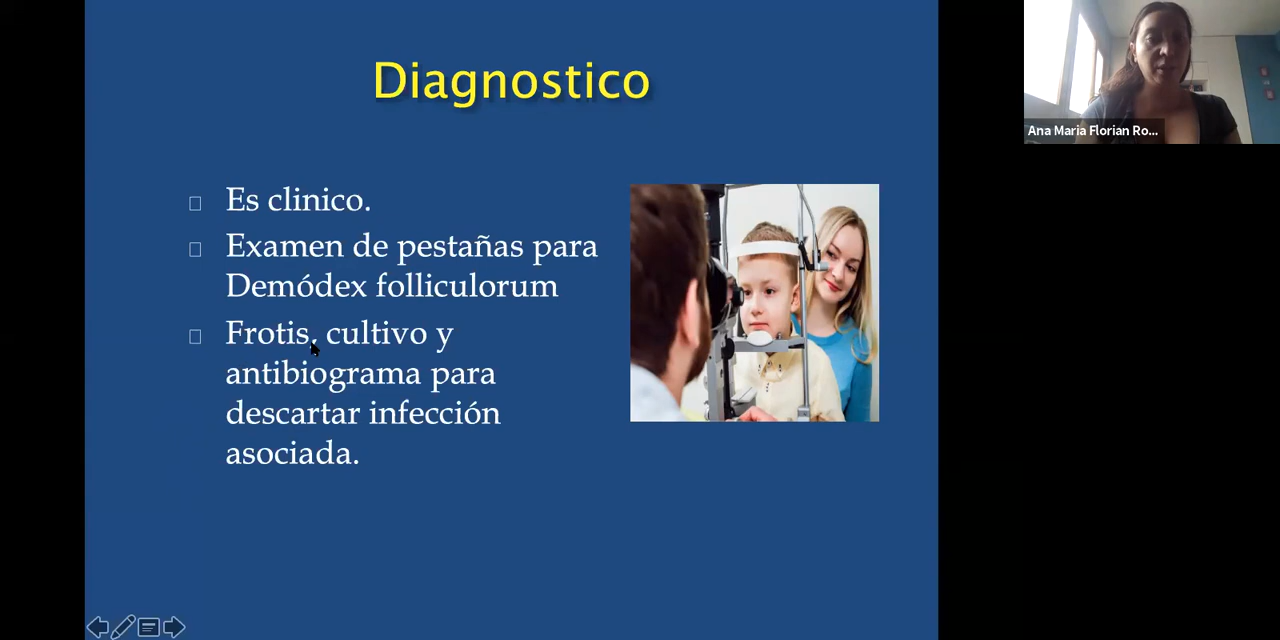 Diagnostico
Es clinico.
Examen de pestañas para
Demódex folliculorum
Frotis, cultivo y
antibiograma para
descartar infección
asociada.
Ana Maria Florian Ro...